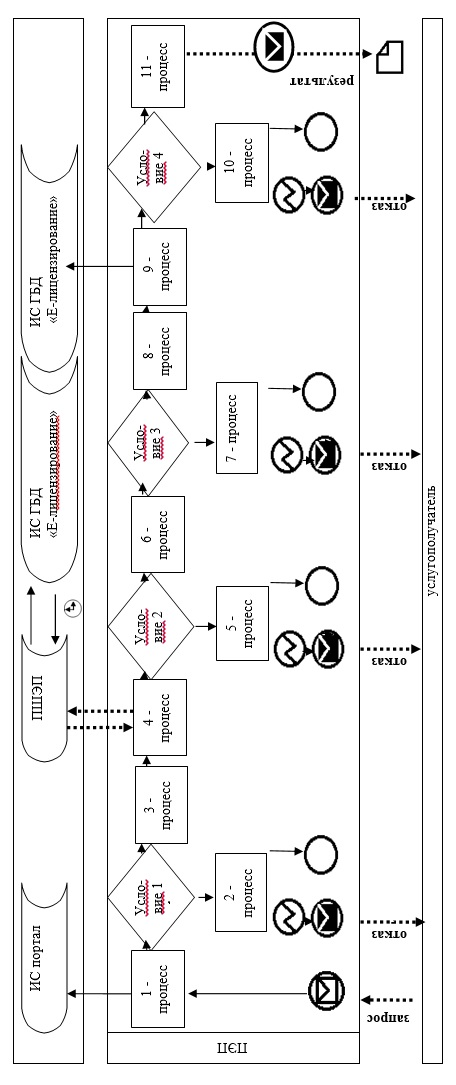 ИС портал
ПШЭП
ИС ГБД
«Е-лицензирование»
ИС ГБД
«Е-лицензирование»
ПЭП
1 -
процесс
Усло-
вие 1
2 -
процесс
3 -
процесс
4 -
процесс
Усло-
вие 2
5 -
процесс
6 -
процесс
Усло-
вие 3
7 - процесс
8 -
процесс
9 -
процесс
Усло-
вие 4
10 -
процесс
11 -
процесс
запрос
отказ
отказ
отказ
отказ
результат
услугополучатель